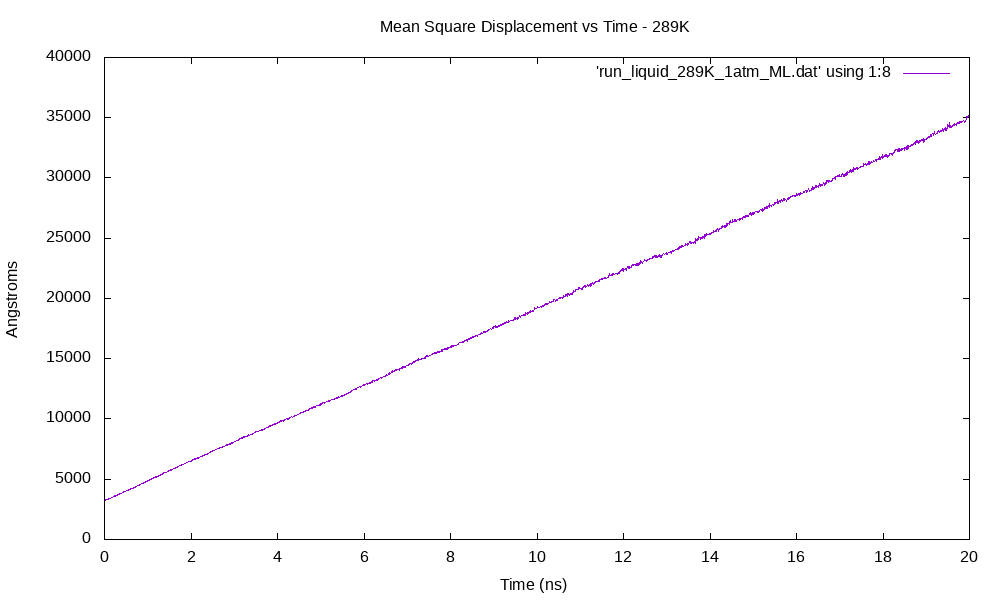 Mean Square Displacement vs Time - 289K
'run_liquid_289K_1atm_ML.dat' using 1:8
40000
35000
30000
25000
20000
15000
10000
5000
0
Angstroms
0 2 4 6 8 10 12 14 16 18 20
Time (ns)